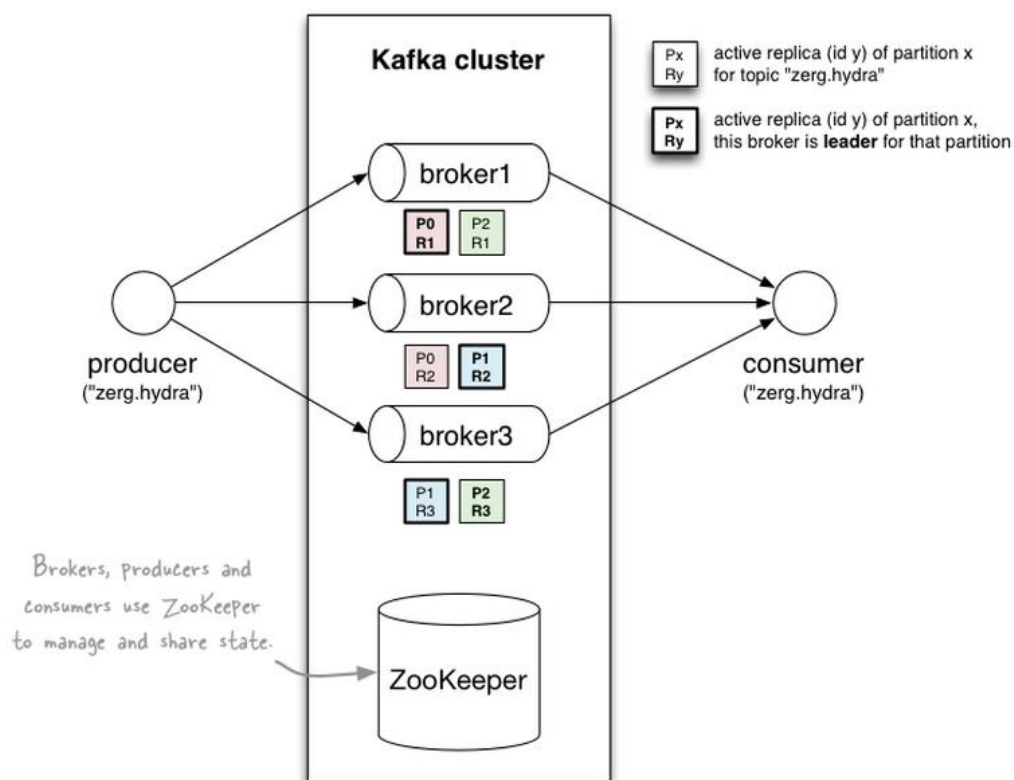 Kafka cluster
Px
Ry
active replica (id y) of partition x
for topic "zerg.hydra"
Px
Ry
active replica (id y) of partition x,
this broker is leader for that partition
broker1
P0
R1
P2
R1
broker2
P0
R2
P1
R2
producer
("zerg.hydra")
consumer
("zerg.hydra")
broker3
P1
R3
P2
R3
Brokers, producers and
consumers use ZooKeeper
to manage and share state.
ZooKeeper